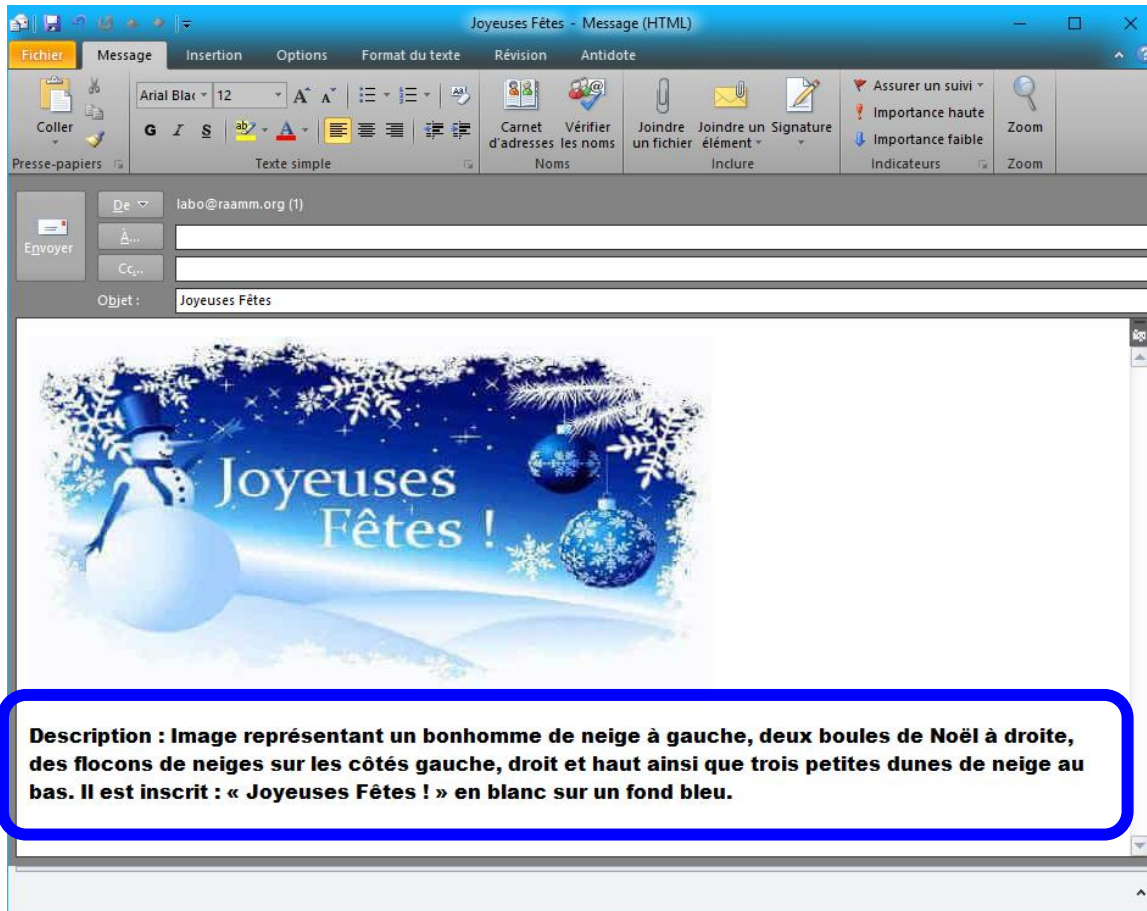 Joyeuses Fêtes - Message (HTML)
Fichier Message Insertion Options Format du texte Révision Antidote
Coller
Presse-papiers
Arial Blac 12
G I S
Texte simple
Carnet d'adresses
Vérifier les noms
Noms
Joindre un fichier
Joindre un élément
Signature
Inclure
Assurer un suivi
Importance haute
Importance faible
Indicateurs
Zoom
Zoom
Envoyer
De labo@raamm.org (1)
À...
Cc...
Objet : Joyeuses Fêtes
Joyeuses
Fêtes !
Description : Image représentant un bonhomme de neige à gauche, deux boules de Noël à droite,
des flocons de neiges sur les côtés gauche, droit et haut ainsi que trois petites dunes de neige au
bas. Il est inscrit : « Joyeuses Fêtes ! » en blanc sur un fond bleu.